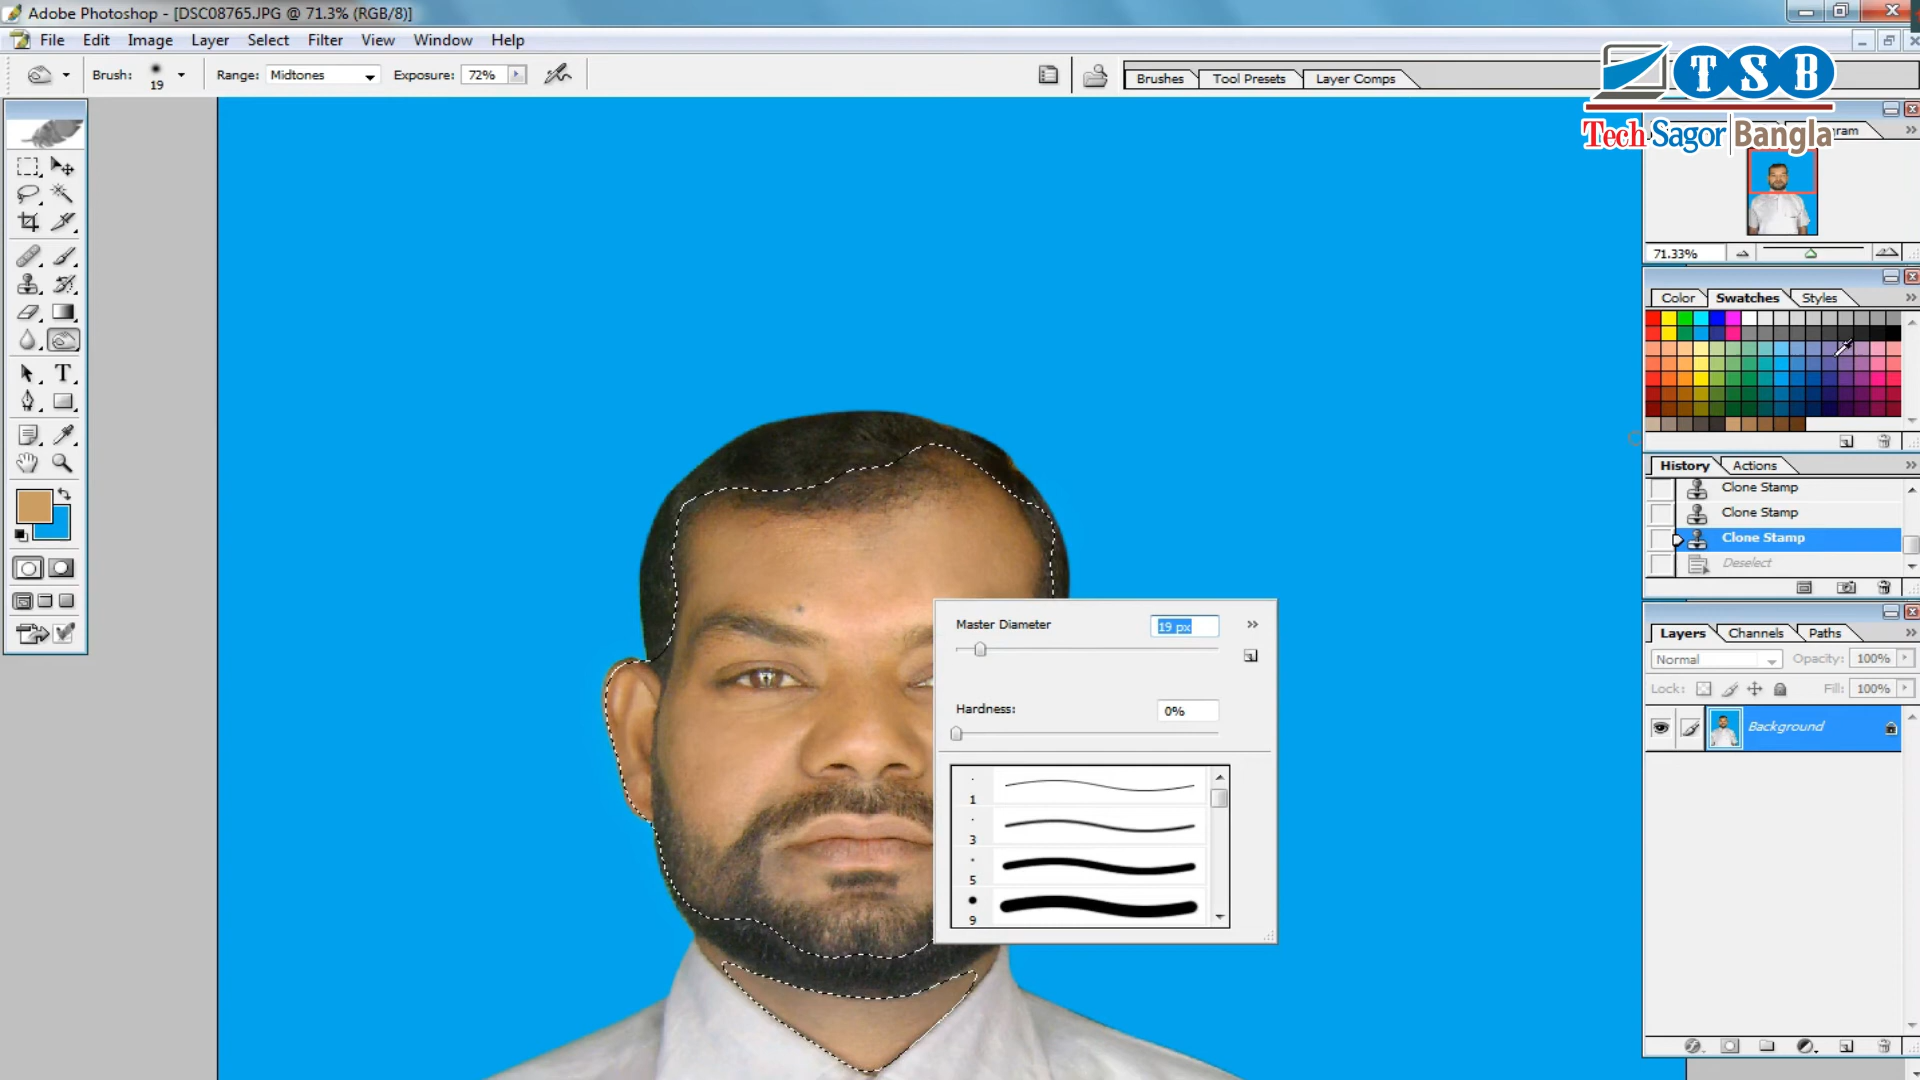 Adobe Photoshop - [DSC08765.JPG @ 71.3% (RGB/8)]
File Edit Image Layer Select Filter View Window Help
Brush: 19 Range: Midtones Exposure: 72%
Brushes Tool Presets Layer Comps
TSB
Tech Sagor Bangla
gram
71.33%
Color Swatches Styles
History Actions
Clone Stamp
Clone Stamp
Clone Stamp
Deselect
Layers Channels Paths
Normal Opacity: 100%
Lock: Fill: 100%
Background
Master Diameter 19 px
Hardness: 0%
1
3
5
9
T